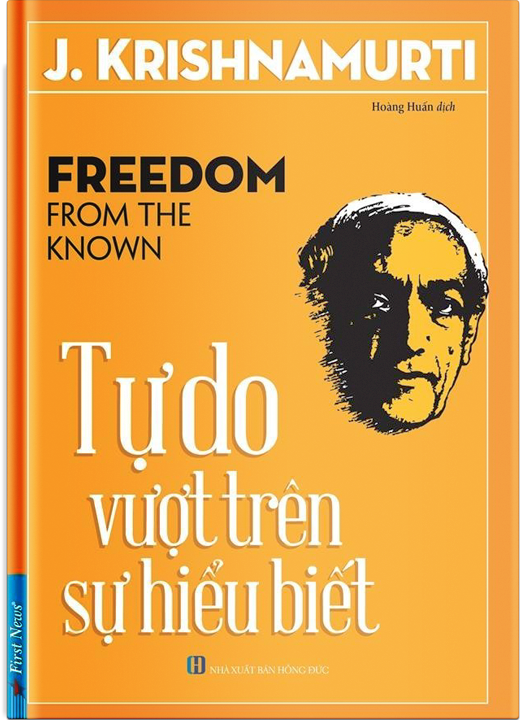 J. KRISHNAMURTI
Hoàng Huấn dịch
FREEDOM
FROM THE
KNOWN
Tự do
vượt trên
sự hiểu biết
First News
NHÀ XUẤT BẢN HỒNG ĐỨC